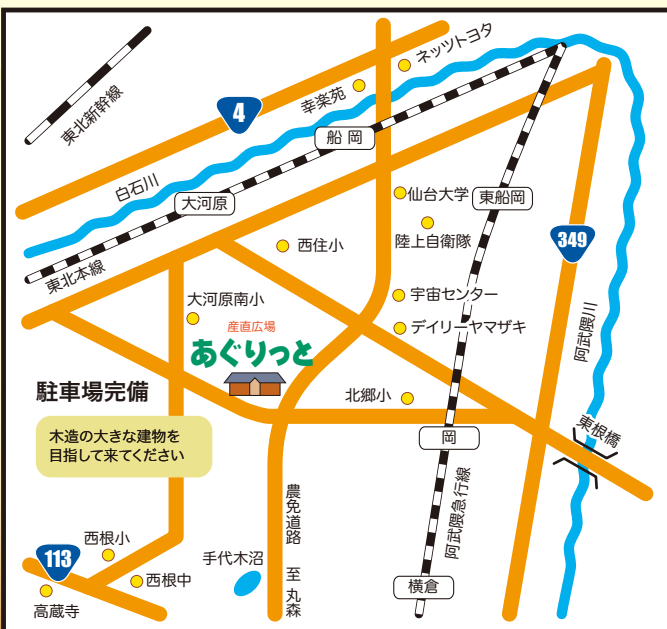 ネッツトヨタ
幸楽苑
東北新幹線
4
船岡
白石川
大河原
仙台大学
東船岡
陸上自衛隊
349
西住小
東北本線
宇宙センター
大河原南小
産直広場
あぐりっと
デイリーヤマザキ
阿武隈川
駐車場完備
北郷小
木造の大きな建物を
目指して来てください
岡
東根橋
農免道路 至 丸森
阿武隈急行線
西根小
113
手代木沼
西根中
横倉
高蔵寺